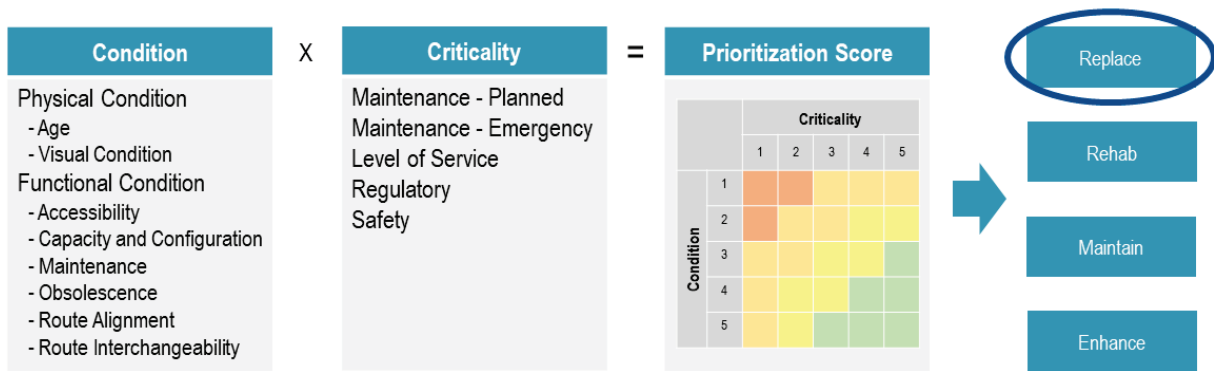 Condition
X
Criticality
=
Prioritization Score
Physical Condition
- Age
- Visual Condition
Functional Condition
- Accessibility
- Capacity and Configuration
- Maintenance
- Obsolescence
- Route Alignment
- Route Interchangeability
Maintenance - Planned
Maintenance - Emergency
Level of Service
Regulatory
Safety
Criticality
1 2 3 4 5
Condition
1
2
3
4
5
Replace
Rehab
Maintain
Enhance